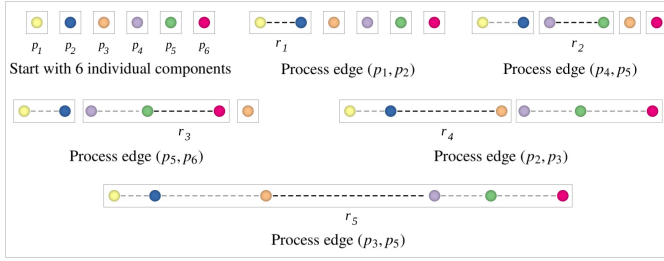 p1 p2 p3 p4 p5 p6
Start with 6 individual components
r1
Process edge (p1, p2)
r2
Process edge (p4, p5)
r3
Process edge (p5, p6)
r4
Process edge (p2, p3)
r5
Process edge (p3, p5)